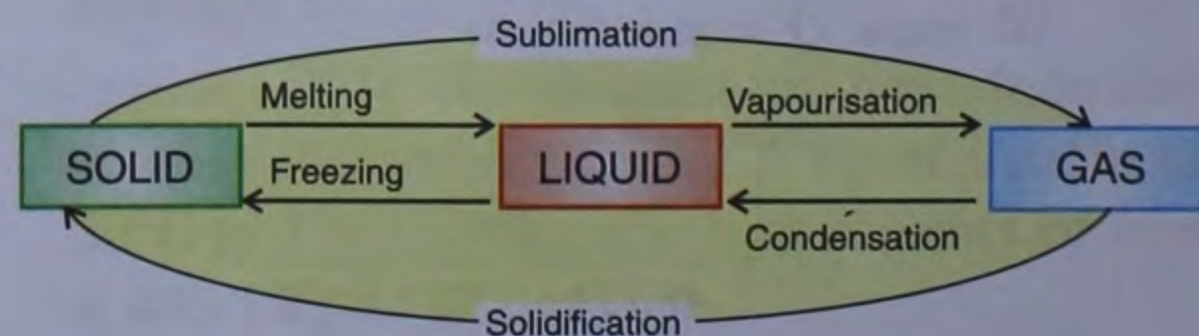 Sublimation
Melting
Vapourisation
SOLID
Freezing
LIQUID
GAS
Condensation
Solidification